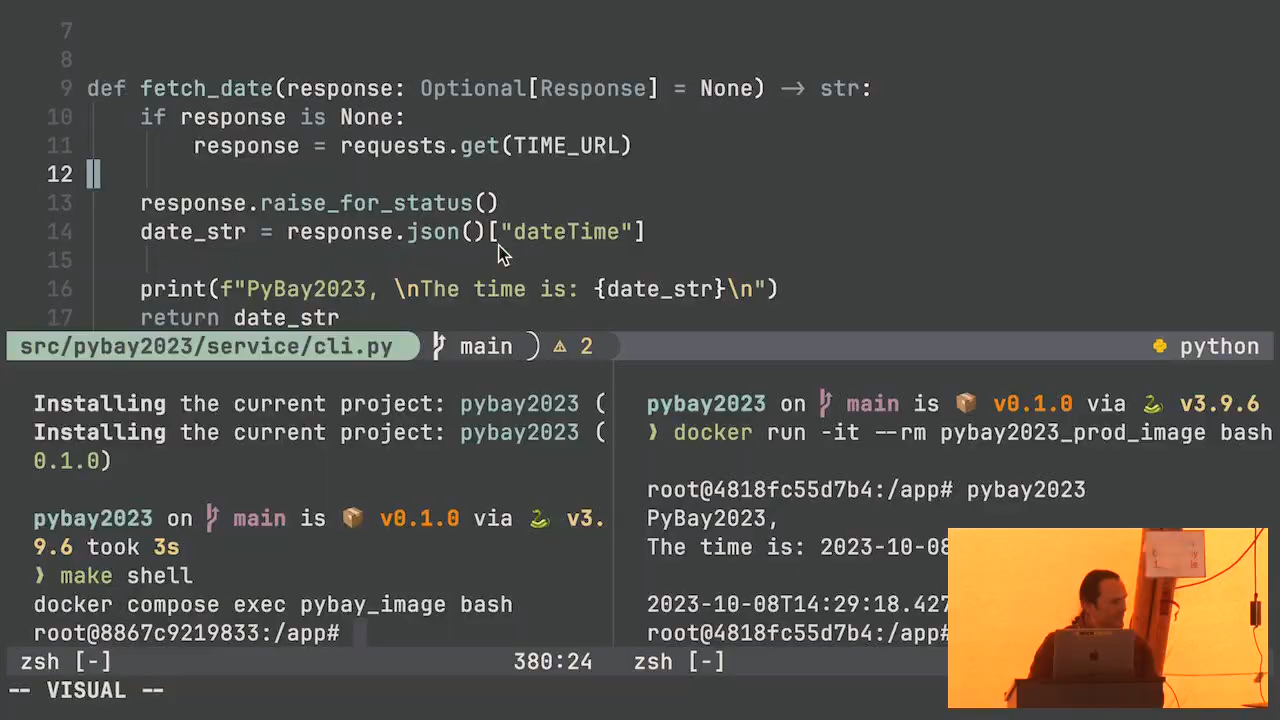 7
8
9 def fetch_date(response: Optional[Response] = None) -> str:
10 if response is None:
11 response = requests.get(TIME_URL)
12
13 response.raise_for_status()
14 date_str = response.json()["dateTime"]
15
16 print(f"PyBay2023, \nThe time is: {date_str}\n")
17 return date_str
src/pybay2023/service/cli.py main ⚠ 2 python
Installing the current project: pybay2023 (
Installing the current project: pybay2023 (
0.1.0)
pybay2023 on main is 📦 v0.1.0 via 🐍 v3.
9.6 took 3s
❯ make shell
docker compose exec pybay_image bash
root@8867c9219833:/app#
zsh [-] 380:24
pybay2023 on main is 📦 v0.1.0 via 🐍 v3.9.6
❯ docker run -it --rm pybay2023_prod_image bash
root@4818fc55d7b4:/app# pybay2023
PyBay2023,
The time is: 2023-10-08
2023-10-08T14:29:18.427
root@4818fc55d7b4:/app#
zsh [-]
-- VISUAL --